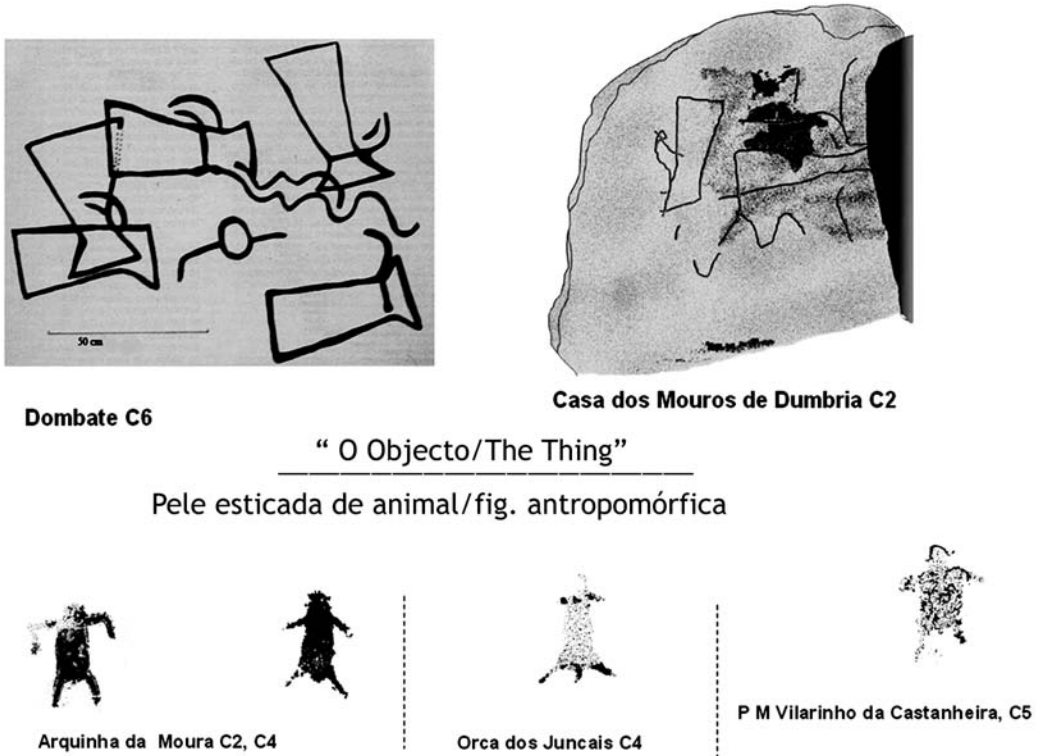 50 cm
Dombate C6
Casa dos Mouros de Dumbria C2
“ O Objecto/The Thing”
Pele esticada de animal/fig. antropomórfica
Arquinha da Moura C2, C4
Orca dos Juncais C4
P M Vilarinho da Castanheira, C5